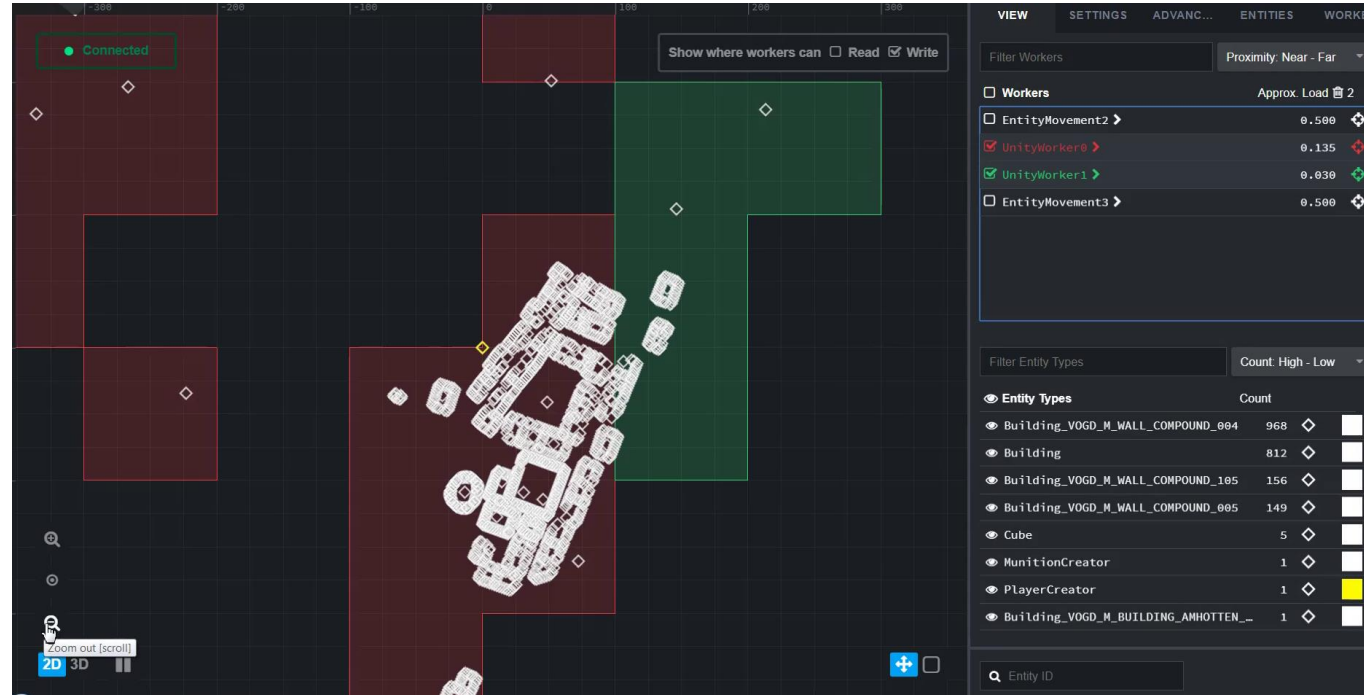 -300 -200 -100 0 100 200 300
Connected
Show where workers can Read Write
Zoom out [scroll]
2D 3D
VIEW SETTINGS ADVANC... ENTITIES
Filter Workers Proximity: Near - Far
Workers Approx. Load 2
EntityMovement2 0.500
UnityWorker0 0.135
UnityWorker1 0.030
EntityMovement3 0.500
Filter Entity Types Count: High - Low
Entity Types Count
Building_VOGD_M_WALL_COMPOUND_004 968
Building 812
Building_VOGD_M_WALL_COMPOUND_105 156
Building_VOGD_M_WALL_COMPOUND_005 149
Cube 5
MunitionCreator 1
PlayerCreator 1
Building_VOGD_M_BUILDING_AMHOTTEN_… 1
Entity ID